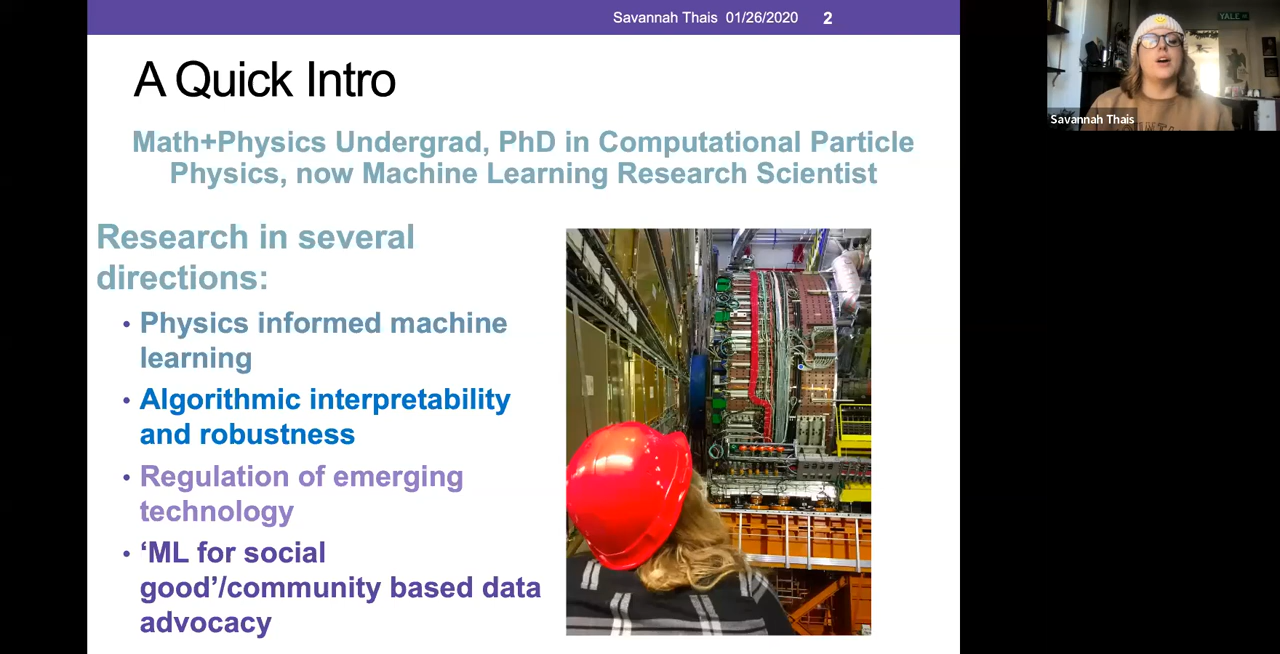 Savannah Thais 01/26/2020 2
A Quick Intro
Math+Physics Undergrad, PhD in Computational Particle
Physics, now Machine Learning Research Scientist
Research in several
directions:
• Physics informed machine
learning
• Algorithmic interpretability
and robustness
• Regulation of emerging
technology
• ‘ML for social
good’/community based data
advocacy
YALE
Savannah Thais